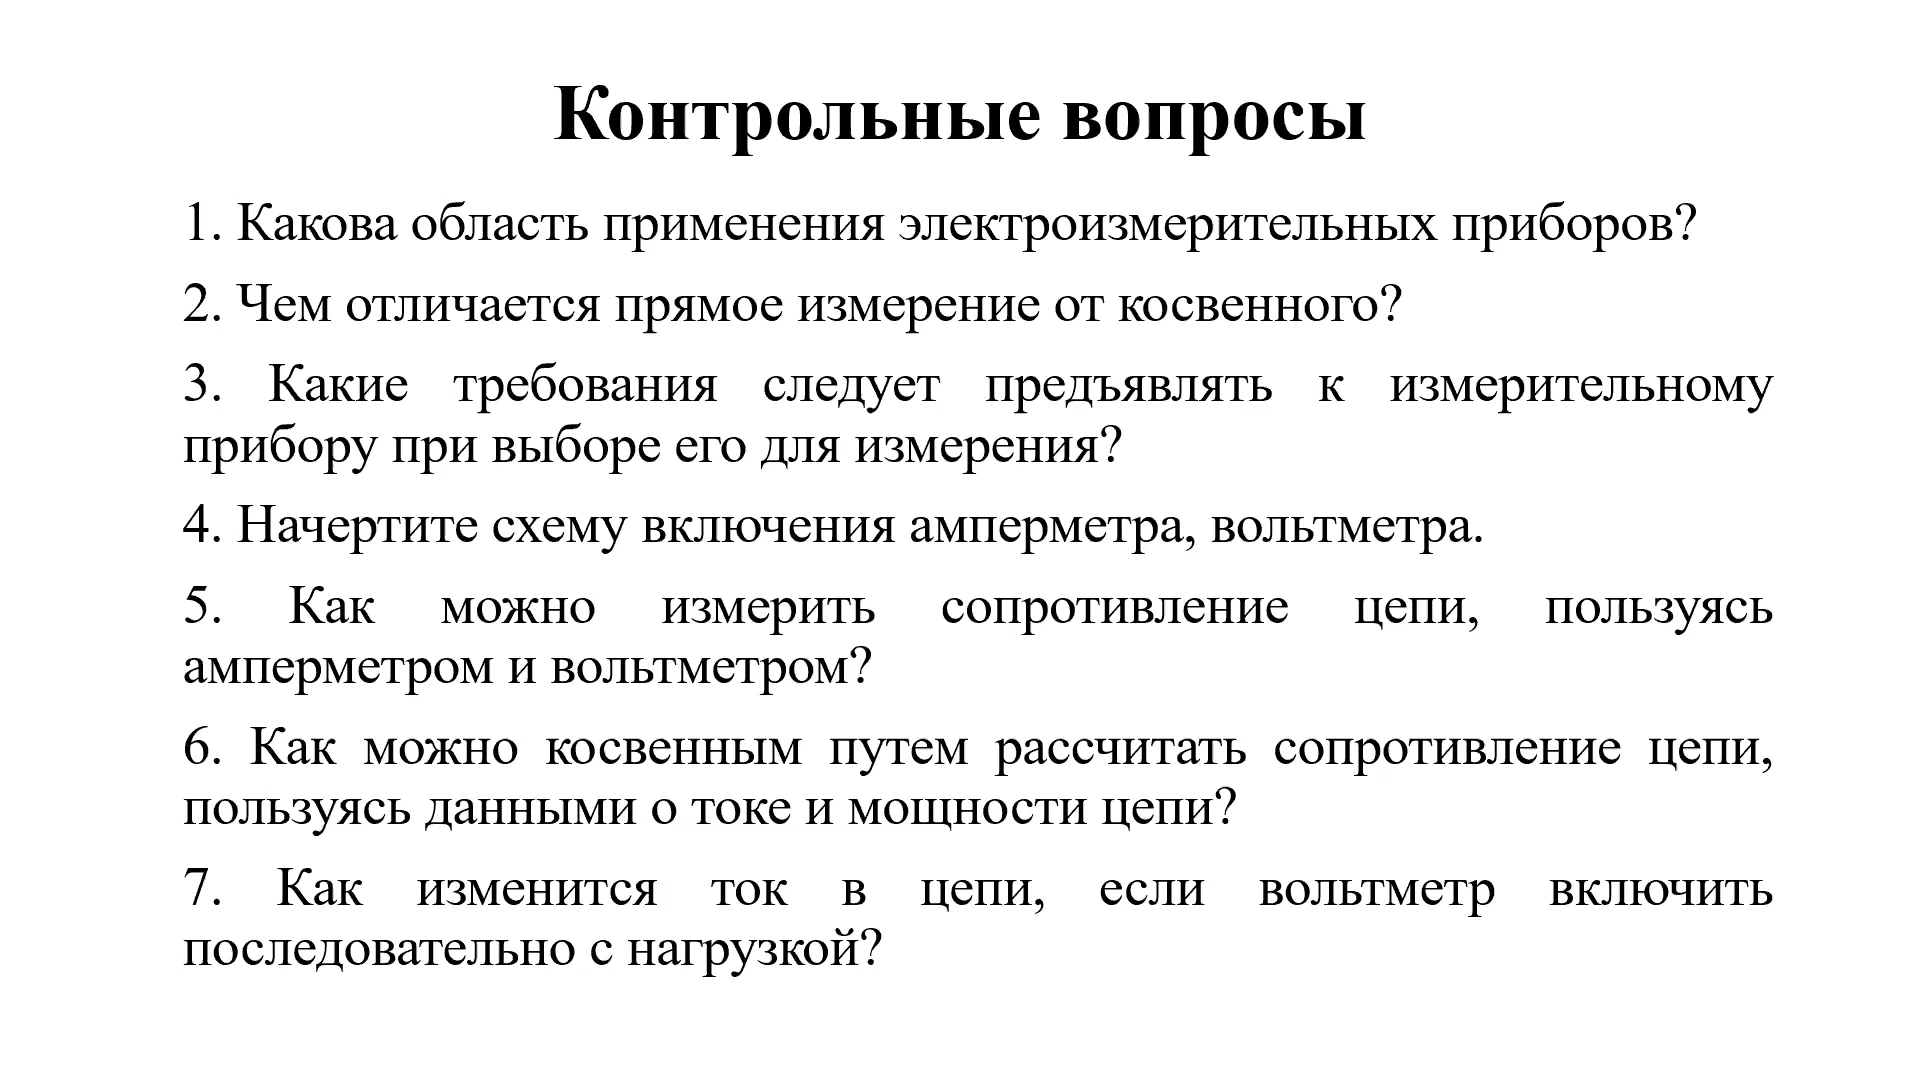 Контрольные вопросы
1. Какова область применения электроизмерительных приборов?
2. Чем отличается прямое измерение от косвенного?
3. Какие требования следует предъявлять к измерительному
прибору при выборе его для измерения?
4. Начертите схему включения амперметра, вольтметра.
5. Как можно измерить сопротивление цепи, пользуясь
амперметром и вольтметром?
6. Как можно косвенным путем рассчитать сопротивление цепи,
пользуясь данными о токе и мощности цепи?
7. Как изменится ток в цепи, если вольтметр включить
последовательно с нагрузкой?